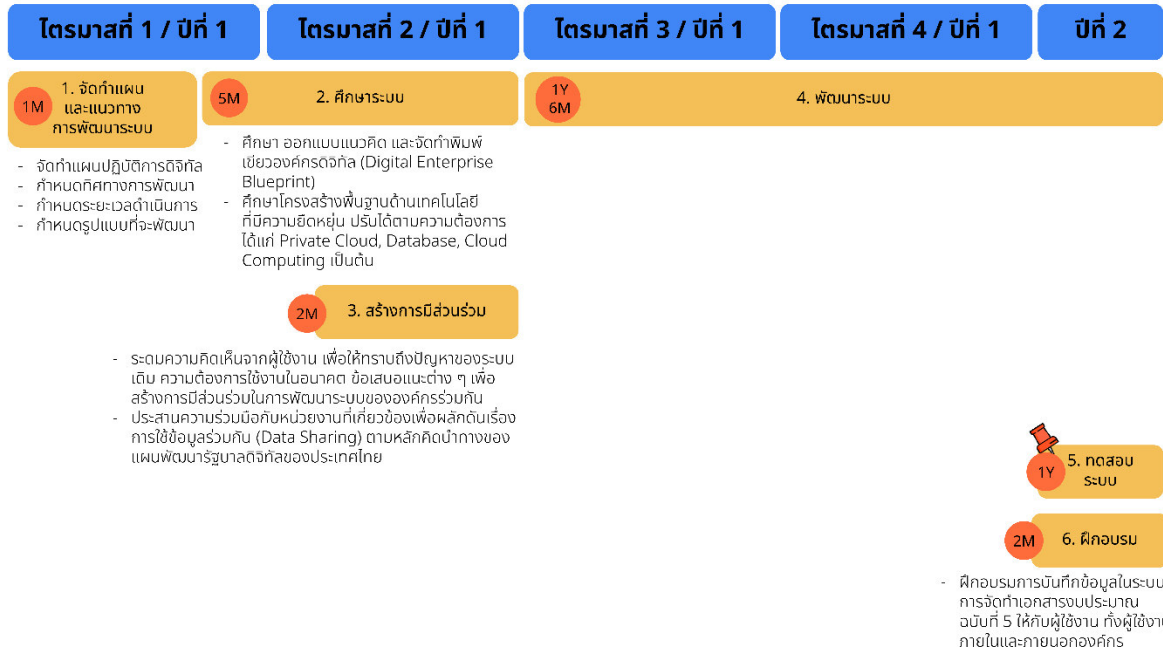 ไตรมาสที่ 1 / ปีที่ 1
ไตรมาสที่ 2 / ปีที่ 1
ไตรมาสที่ 3 / ปีที่ 1
ไตรมาสที่ 4 / ปีที่ 1
ปีที่ 2
1M
1. จัดทำแผน
และแนวทาง
การพัฒนาระบบ
- จัดทำแผนปฏิบัติการดิจิทัล
- กำหนดทิศทางการพัฒนา
- กำหนดระยะเวลดำเนินการ
- กำหนดรูปแบบที่จะพัฒนา
5M
2. ศึกษาระบบ
- ศึกษา ออกแบบแนวคิด และจัดทำพิมพ์
เขียวองค์กรดิจิทัล (Digital Enterprise
Blueprint)
- ศึกษาโครงสร้างพื้นฐานด้านเทคโนโลยี
ที่มีความยืดหยุ่น ปรับได้ตามความต้องการ
ได้แก่ Private Cloud, Database, Cloud
Computing เป็นต้น
1Y
6M
4. พัฒนาระบบ
2M
3. สร้างการมีส่วนร่วม
- ระดมความคิดเห็นจากผู้ใช้งาน เพื่อให้ทราบถึงปัญหาของระบบ
เดิม ความต้องการใช้งานในอนาคต ข้อเสนอแนะต่าง ๆ เพื่อ
สร้างการมีส่วนร่วมในการพัฒนาระบบขององค์กรร่วมกัน
- ประสานความร่วมมือกับหน่วยงานที่เกี่ยวข้องเพื่อผลักดันเรื่อง
การใช้ข้อมูลร่วมกัน (Data Sharing) ตามหลักคิดนำทางของ
แผนพัฒนารัฐบาลดิจิทัลของประเทศไทย
1Y
5. ทดสอบ
ระบบ
2M
6. ฝึกอบรม
- ฝึกอบรมการบันทึกข้อมูลในระบบ
การจัดทำเอกสารงบประมาณ
ฉบับที่ 5 ให้กับผู้ใช้งาน ทั้งผู้ใช้งาน
ภายในและภายนอกองค์กร